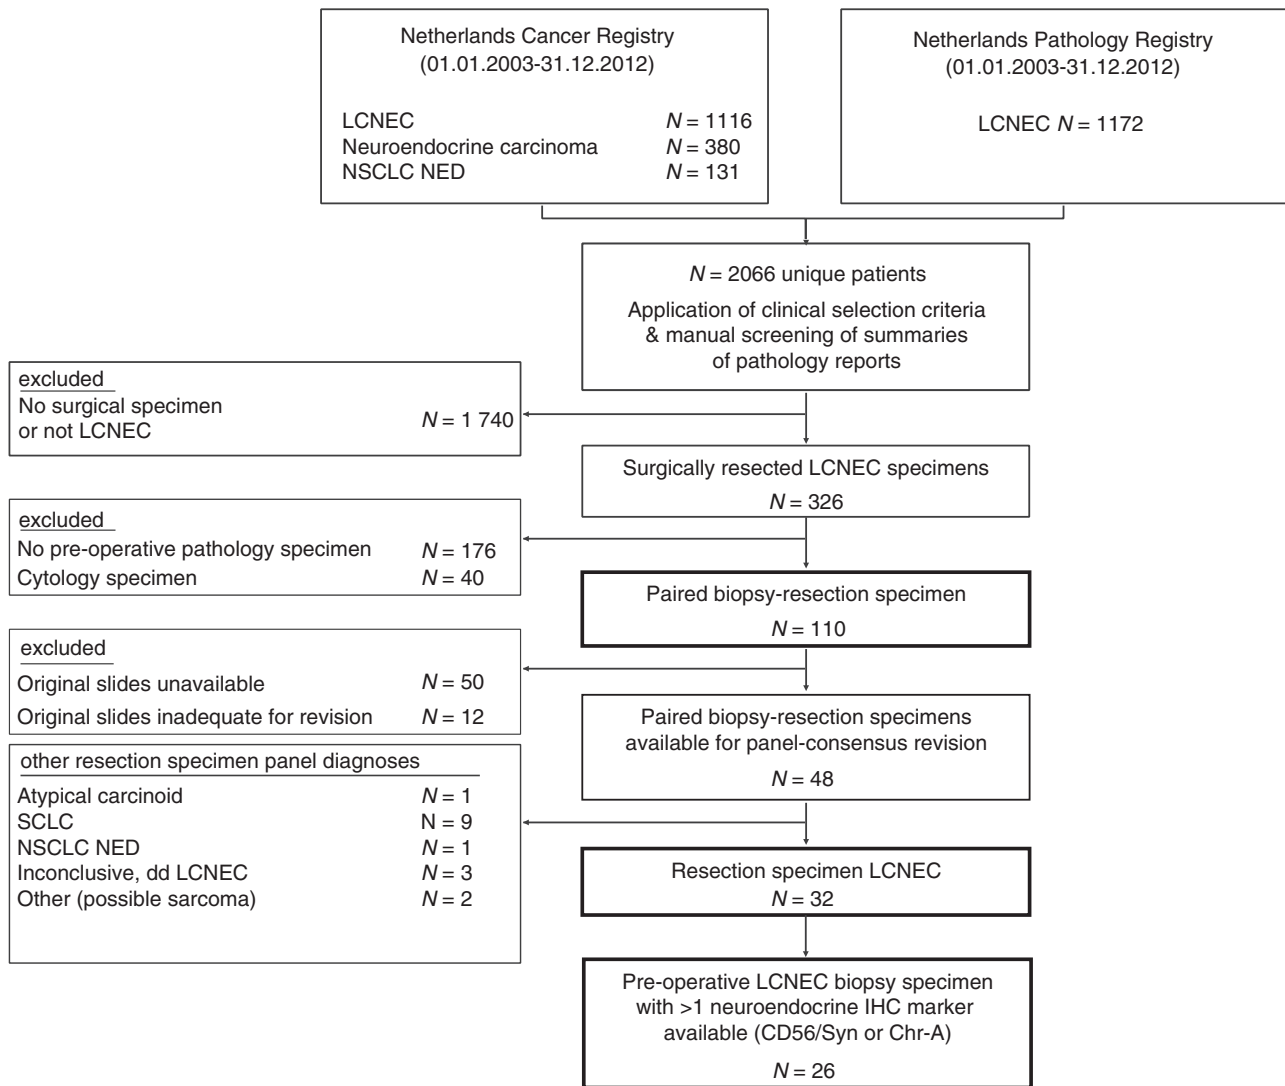 Netherlands Cancer Registry
(01.01.2003-31.12.2012)
LCNEC N = 1116
Neuroendocrine carcinoma N = 380
NSCLC NED N = 131
Netherlands Pathology Registry
(01.01.2003-31.12.2012)
LCNEC N = 1172
N = 2066 unique patients
Application of clinical selection criteria
& manual screening of summaries
of pathology reports
excluded
No surgical specimen
or not LCNEC N = 1 740
Surgically resected LCNEC specimens
N = 326
excluded
No pre-operative pathology specimen N = 176
Cytology specimen N = 40
Paired biopsy-resection specimen
N = 110
excluded
Original slides unavailable N = 50
Original slides inadequate for revision N = 12
Paired biopsy-resection specimens
available for panel-consensus revision
N = 48
other resection specimen panel diagnoses
Atypical carcinoid N = 1
SCLC N = 9
NSCLC NED N = 1
Inconclusive, dd LCNEC N = 3
Other (possible sarcoma) N = 2
Resection specimen LCNEC
N = 32
Pre-operative LCNEC biopsy specimen
with >1 neuroendocrine IHC marker
available (CD56/Syn or Chr-A)
N = 26